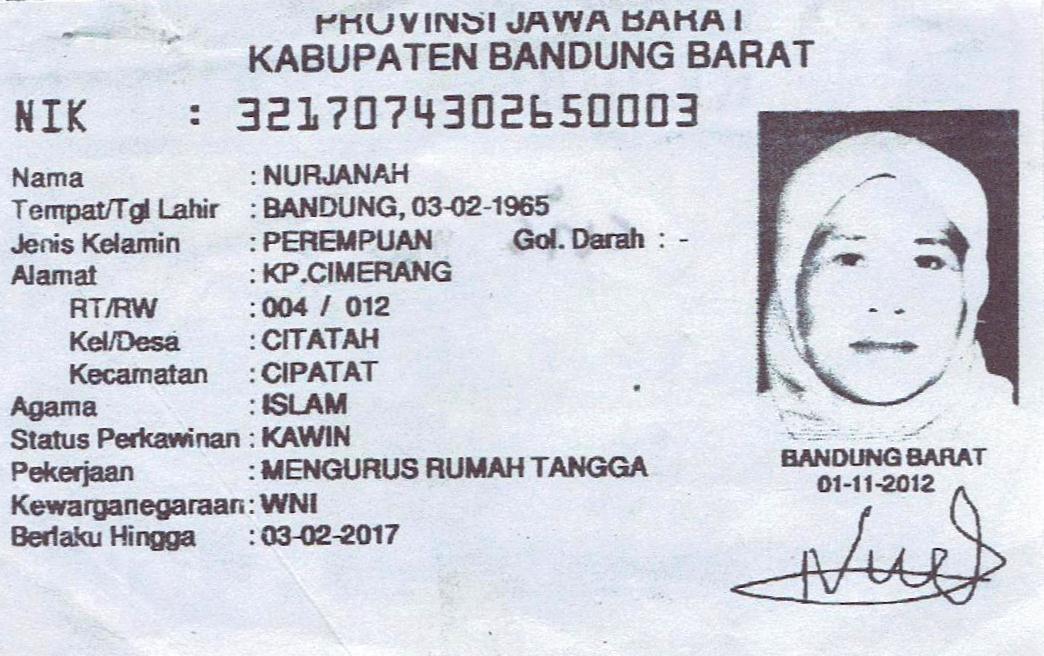 PROVINSI JAWA BARAT
KABUPATEN BANDUNG BARAT
NIK : 3217074302650003
Nama : NURJANAH
Tempat/Tgl Lahir : BANDUNG, 03-02-1965
Jenis Kelamin : PEREMPUAN Gol. Darah : -
Alamat : KP.CIMERANG
RT/RW : 004 / 012
Kel/Desa : CITATAH
Kecamatan : CIPATAT
Agama : ISLAM
Status Perkawinan : KAWIN
Pekerjaan : MENGURUS RUMAH TANGGA
Kewarganegaraan: WNI
Berlaku Hingga : 03-02-2017
BANDUNG BARAT
01-11-2012